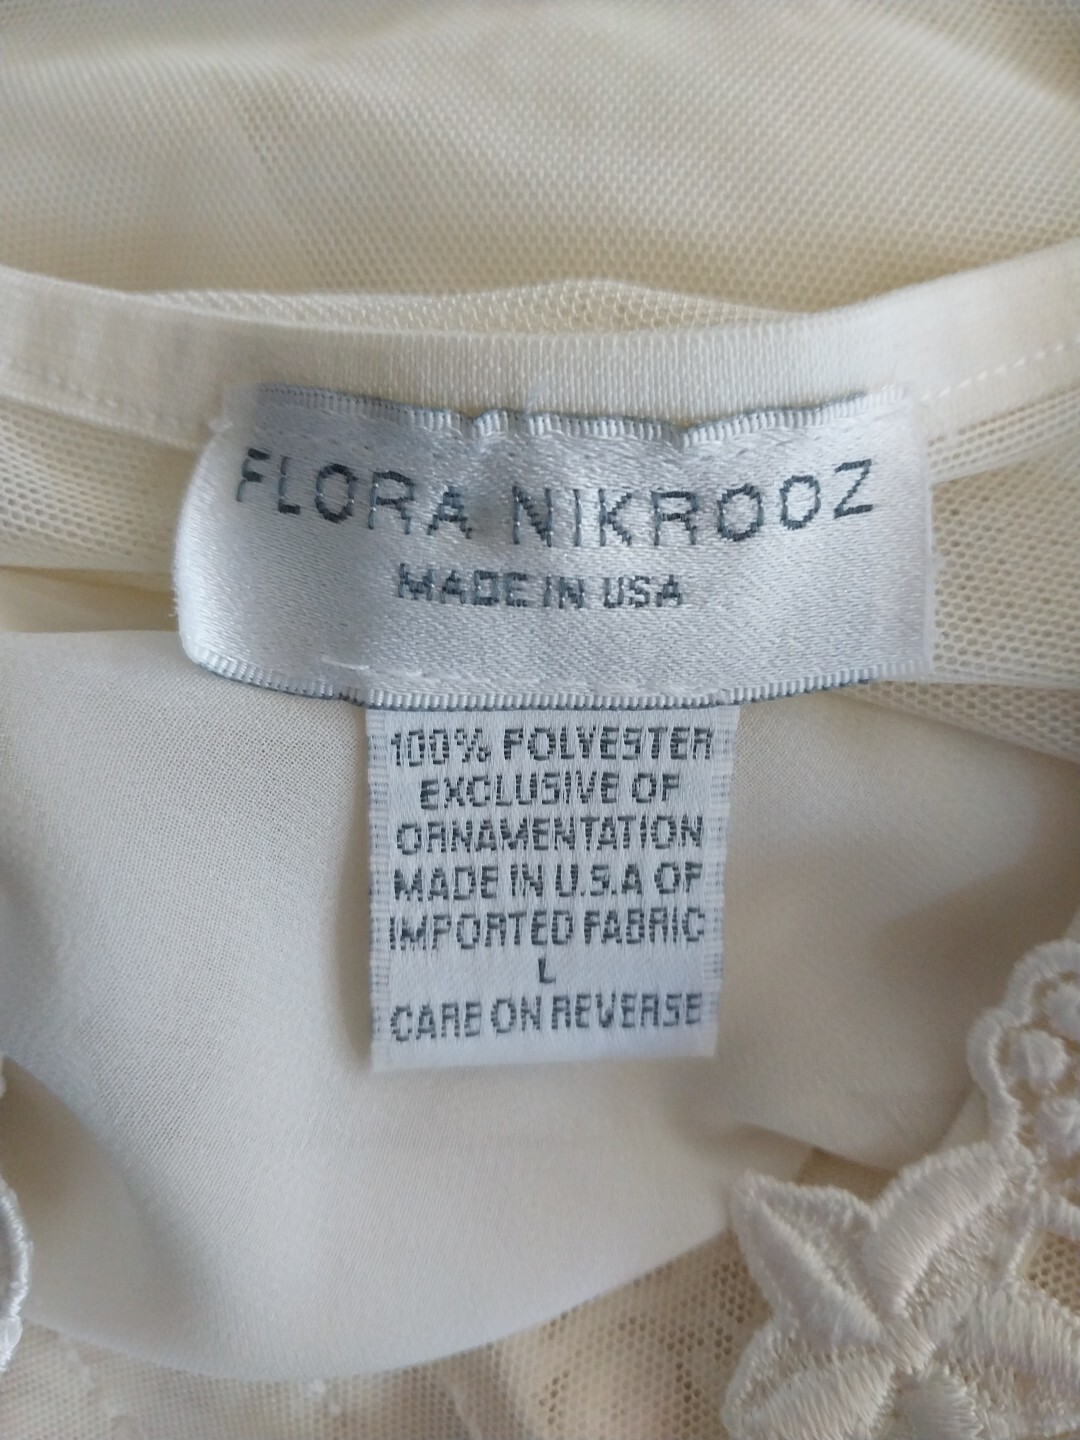 FLORA NIKROOZ
MADE IN USA
100% POLYESTER
EXCLUSIVE OF
ORNAMENTATION
MADE IN U.S.A OF
IMPORTED FABRIC
L
CARE ON REVERSE